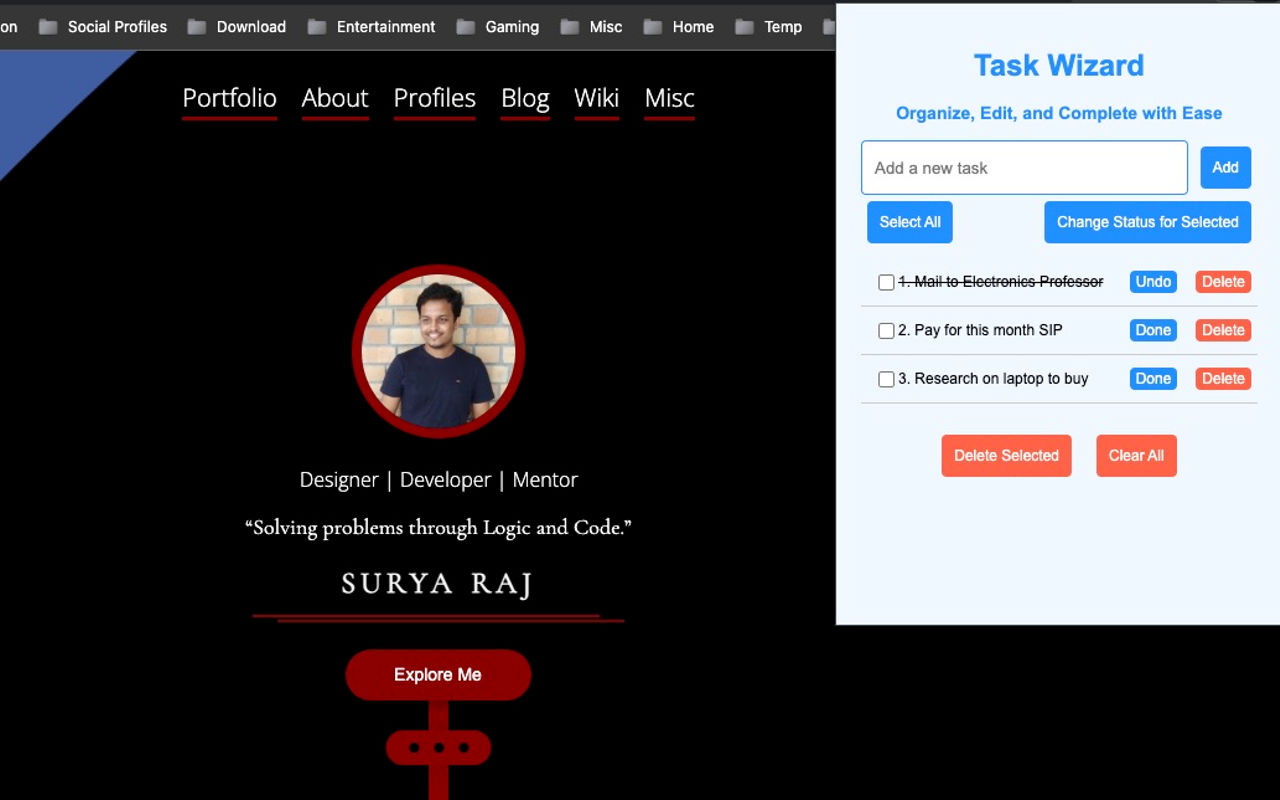 on Social Profiles Download Entertainment Gaming Misc Home Temp
Portfolio About Profiles Blog Wiki Misc
Designer | Developer | Mentor
“Solving problems through Logic and Code.”
SURYA RAJ
Explore Me
Task Wizard
Organize, Edit, and Complete with Ease
Add a new task Add
Select All Change Status for Selected
1. Mail to Electronics Professor Undo Delete
2. Pay for this month SIP Done Delete
3. Research on laptop to buy Done Delete
Delete Selected Clear All